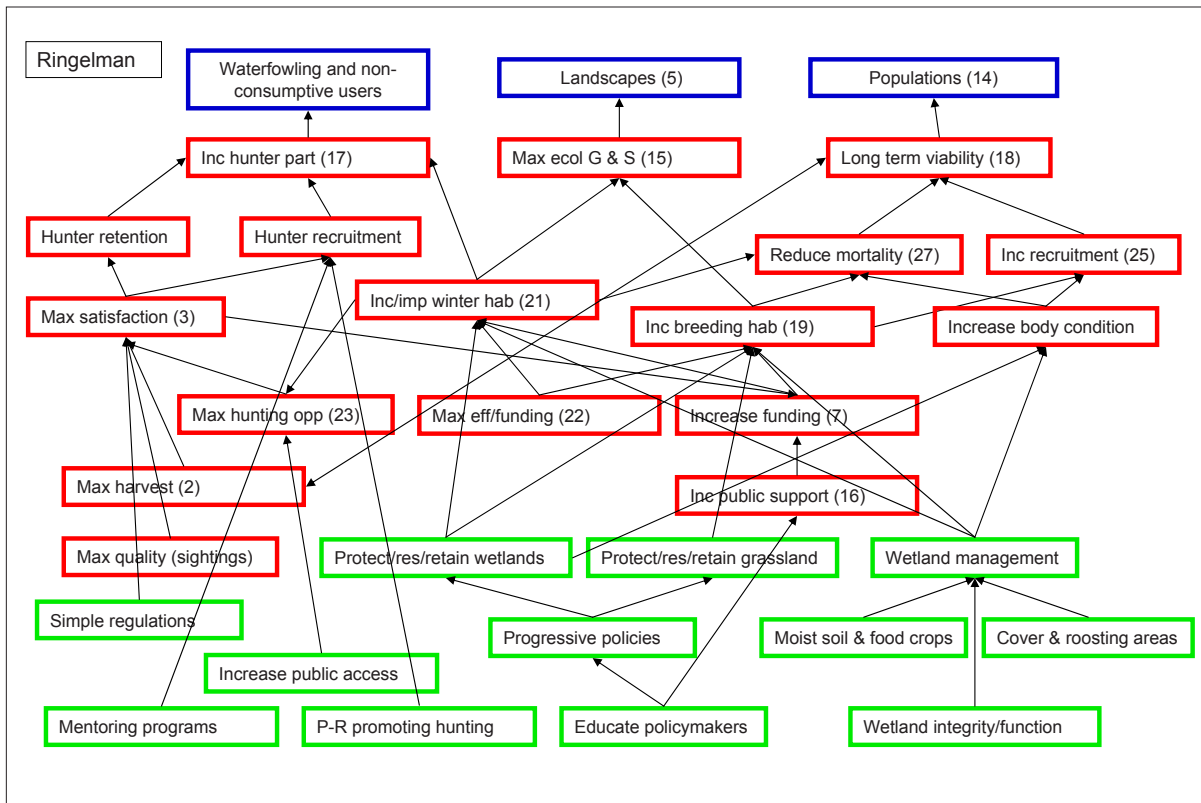 Ringelman
Waterfowling and non-
consumptive users
Landscapes (5)
Populations (14)
Inc hunter part (17)
Max ecol G & S (15)
Long term viability (18)
Hunter retention
Hunter recruitment
Reduce mortality (27)
Inc recruitment (25)
Max satisfaction (3)
Inc/imp winter hab (21)
Inc breeding hab (19)
Increase body condition
Max hunting opp (23)
Max eff/funding (22)
Increase funding (7)
Max harvest (2)
Inc public support (16)
Max quality (sightings)
Protect/res/retain wetlands
Protect/res/retain grassland
Wetland management
Simple regulations
Progressive policies
Moist soil & food crops
Cover & roosting areas
Increase public access
Mentoring programs
P-R promoting hunting
Educate policymakers
Wetland integrity/function